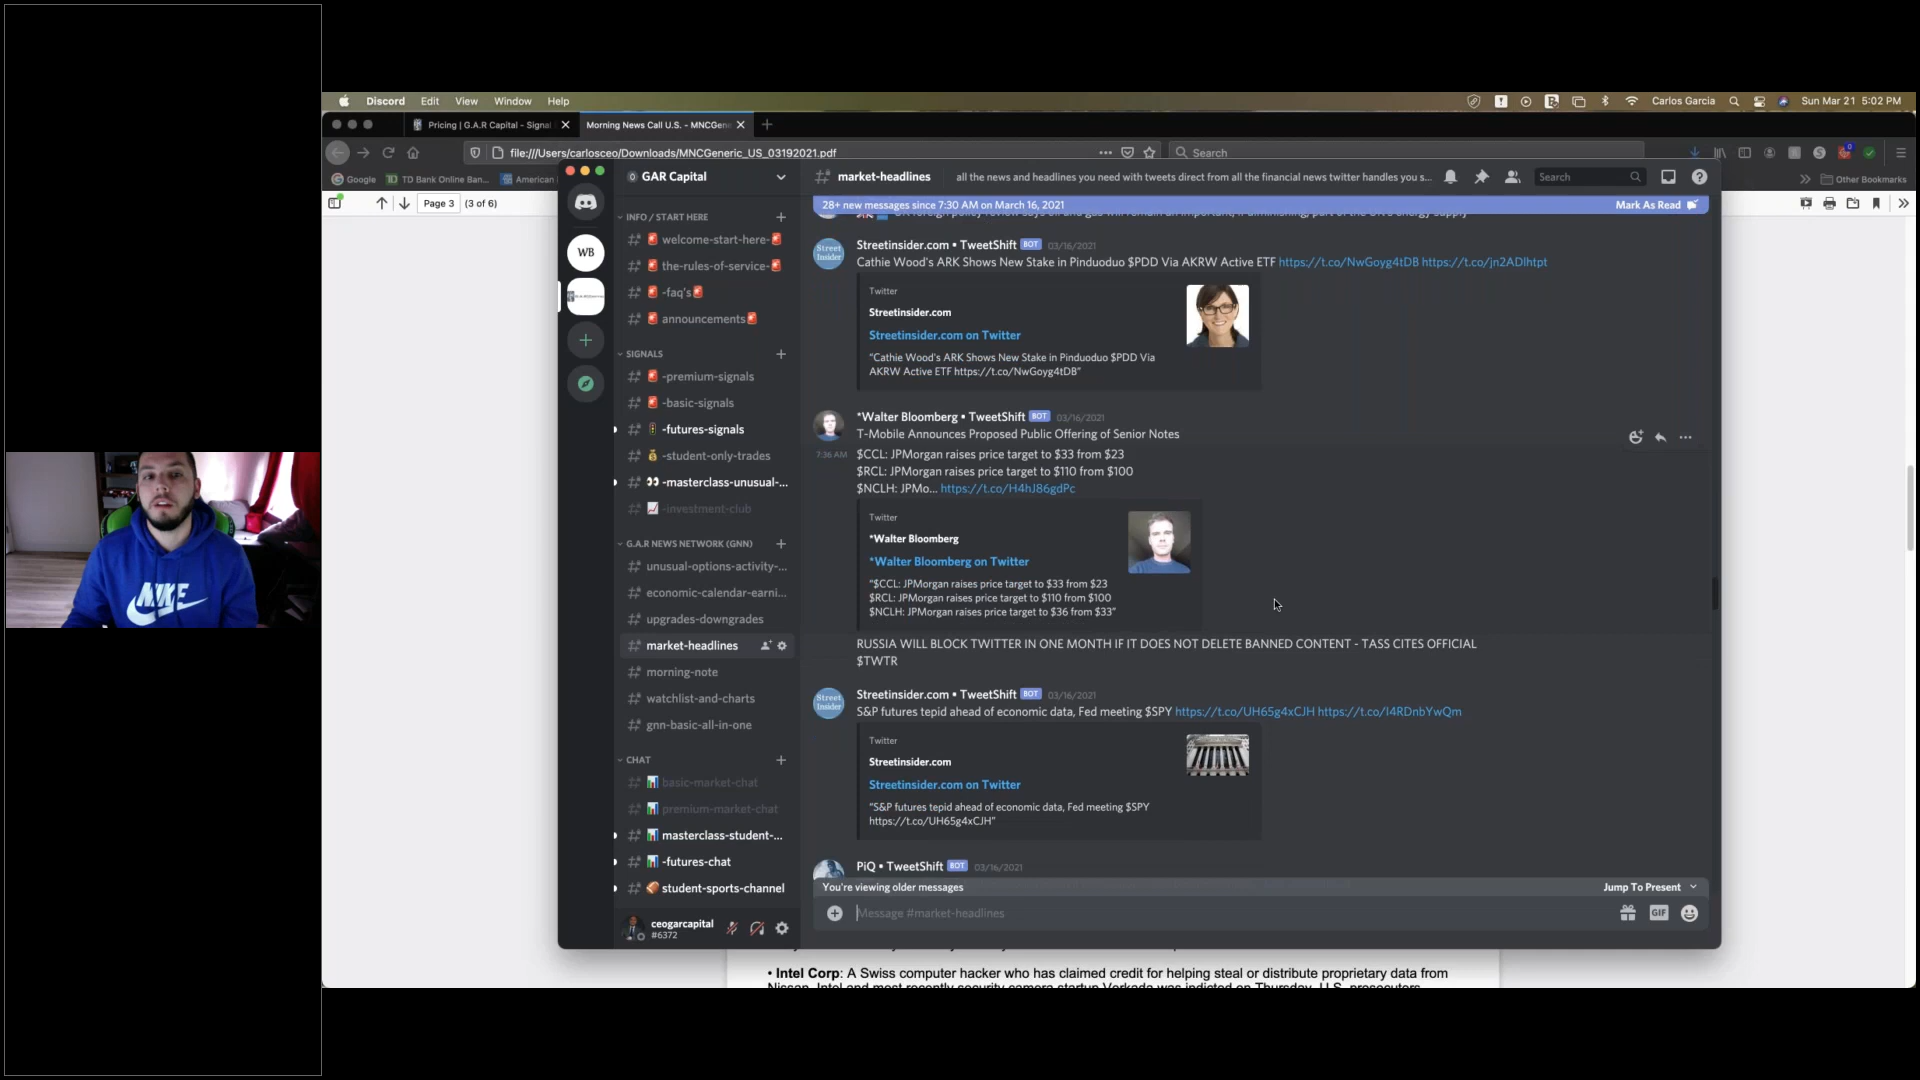 Discord Edit View Window Help
Carlos Garcia Sun Mar 21 5:02 PM
Pricing | G.A.R Capital - Signal
Morning News Call U.S. - MNCGen
file:///Users/carlosceo/Downloads/MNCGeneric_US_03192021.pdf
Search
0
Google
TD Bank Online Ban...
American
Other Bookmarks
Page 3 (3 of 6)
WB
GAR Capital
INFO / START HERE
welcome-start-here-
the-rules-of-service-
-faq's
announcements
SIGNALS
-premium-signals
-basic-signals
-futures-signals
-student-only-trades
-masterclass-unusual-...
-investment-club
G.A.R NEWS NETWORK (GNN)
unusual-options-activity-...
economic-calendar-earni...
upgrades-downgrades
market-headlines
morning-note
watchlist-and-charts
gnn-basic-all-in-one
CHAT
basic-market-chat
premium-market-chat
masterclass-student-...
-futures-chat
student-sports-channel
ceogarcapital
#6372
market-headlines
all the news and headlines you need with tweets direct from all the financial news twitter handles you s...
Search
28+ new messages since 7:30 AM on March 16, 2021
Mark As Read
Street Insider
Streetinsider.com • TweetShift BOT 03/16/2021
Cathie Wood's ARK Shows New Stake in Pinduoduo $PDD Via AKRW Active ETF https://t.co/NwGoyg4tDB https://t.co/jn2ADlhtpt
Twitter
Streetinsider.com
Streetinsider.com on Twitter
"Cathie Wood's ARK Shows New Stake in Pinduoduo $PDD Via
AKRW Active ETF https://t.co/NwGoyg4tDB"
*Walter Bloomberg • TweetShift BOT 03/16/2021
T-Mobile Announces Proposed Public Offering of Senior Notes
7:36 AM
$CCL: JPMorgan raises price target to $33 from $23
$RCL: JPMorgan raises price target to $110 from $100
$NCLH: JPMo... https://t.co/H4hJ86gdPc
Twitter
*Walter Bloomberg
*Walter Bloomberg on Twitter
"$CCL: JPMorgan raises price target to $33 from $23
$RCL: JPMorgan raises price target to $110 from $100
$NCLH: JPMorgan raises price target to $36 from $33"
RUSSIA WILL BLOCK TWITTER IN ONE MONTH IF IT DOES NOT DELETE BANNED CONTENT - TASS CITES OFFICIAL
$TWTR
Street Insider
Streetinsider.com • TweetShift BOT 03/16/2021
S&P futures tepid ahead of economic data, Fed meeting $SPY https://t.co/UH65g4xCJH https://t.co/I4RDnbYwQm
Twitter
Streetinsider.com
Streetinsider.com on Twitter
"S&P futures tepid ahead of economic data, Fed meeting $SPY
https://t.co/UH65g4xCJH"
PiQ • TweetShift BOT 03/16/2021
You're viewing older messages
Jump To Present
Message #market-headlines
GIF
• Intel Corp: A Swiss computer hacker who has claimed credit for helping steal or distribute proprietary data from
NIKE